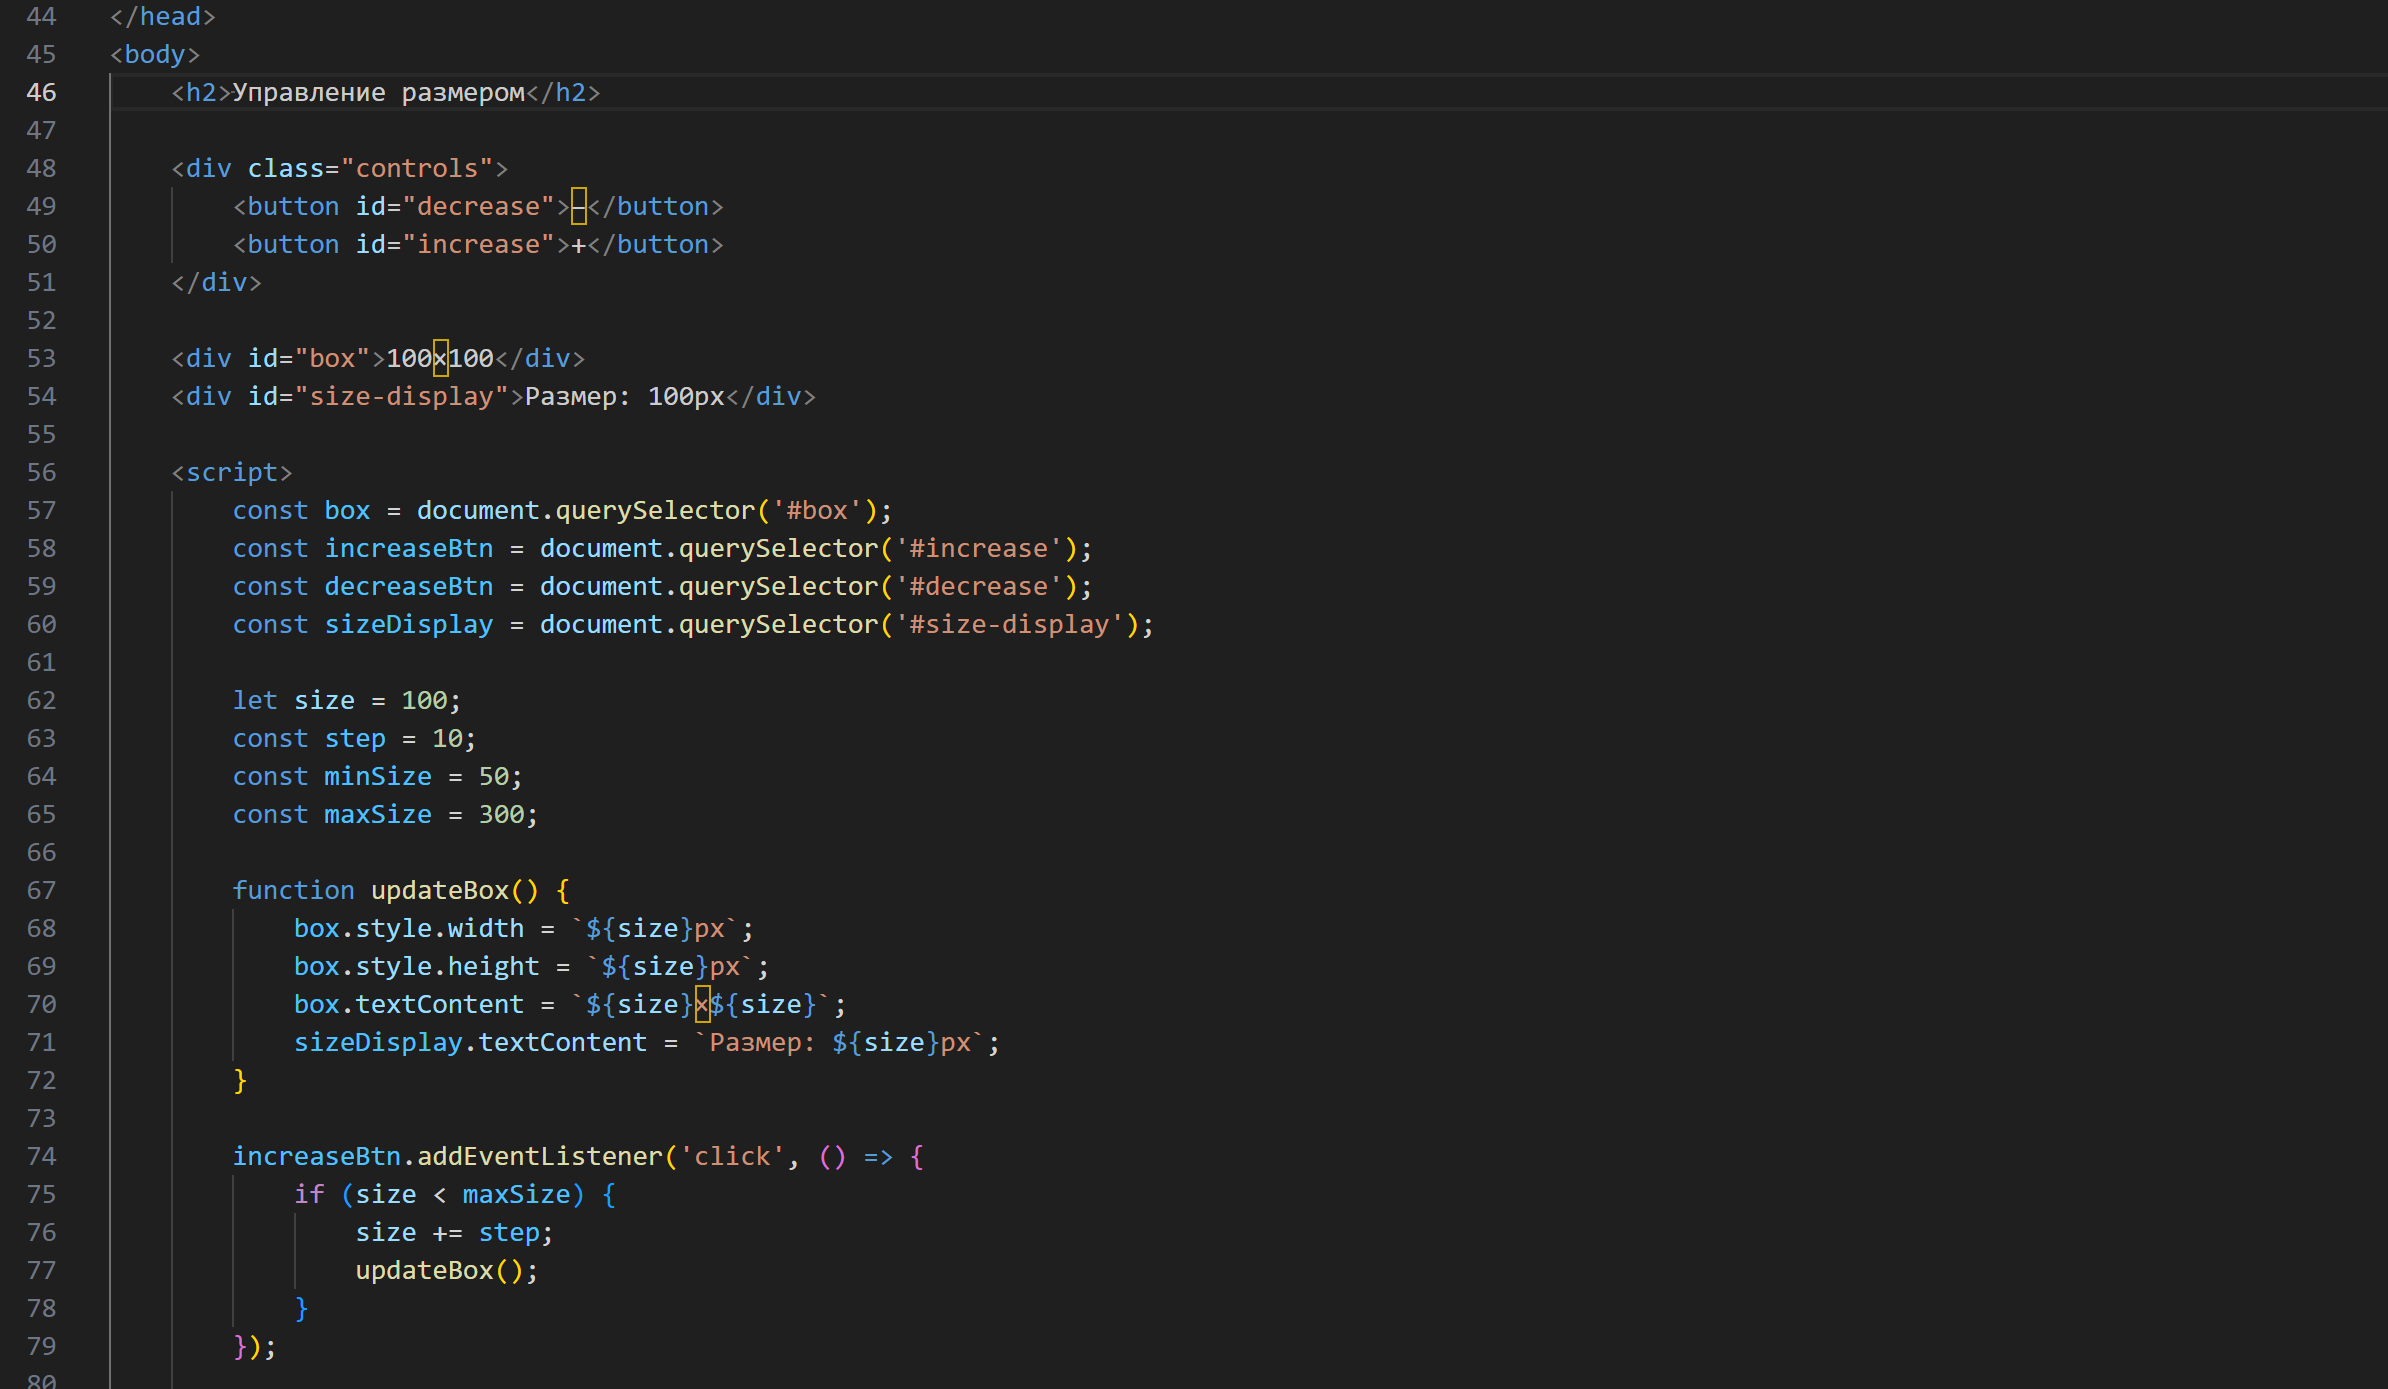 44 </head>
45 <body>
46     <h2>Управление размером</h2>
47
48     <div class="controls">
49         <button id="decrease">−</button>
50         <button id="increase">+</button>
51     </div>
52
53     <div id="box">100×100</div>
54     <div id="size-display">Размер: 100px</div>
55
56     <script>
57         const box = document.querySelector('#box');
58         const increaseBtn = document.querySelector('#increase');
59         const decreaseBtn = document.querySelector('#decrease');
60         const sizeDisplay = document.querySelector('#size-display');
61
62         let size = 100;
63         const step = 10;
64         const minSize = 50;
65         const maxSize = 300;
66
67         function updateBox() {
68             box.style.width = `${size}px`;
69             box.style.height = `${size}px`;
70             box.textContent = `${size}×${size}`;
71             sizeDisplay.textContent = `Размер: ${size}px`;
72         }
73
74         increaseBtn.addEventListener('click', () => {
75             if (size < maxSize) {
76                 size += step;
77                 updateBox();
78             }
79         });
80